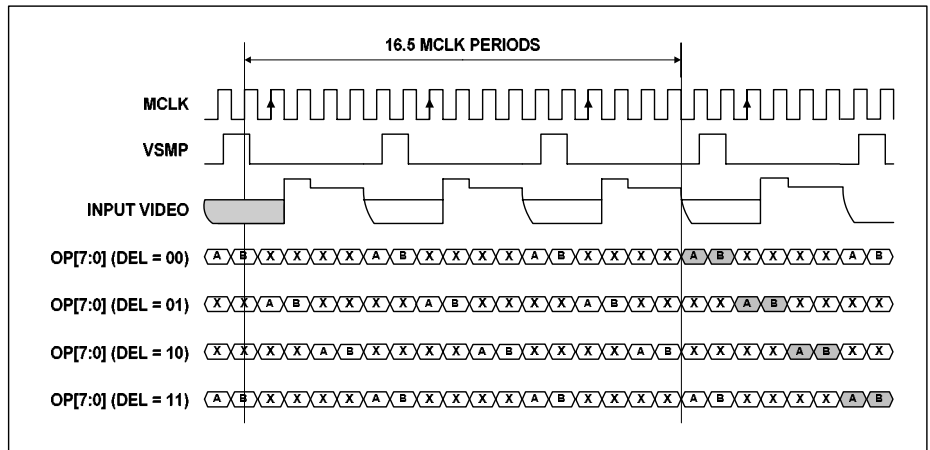 16.5 MCLK PERIODS
MCLK
VSMP
INPUT VIDEO
OP[7:0] (DEL = 00) A B X X X X A B X X X X A B X X X X A B X X X X A B
OP[7:0] (DEL = 01) X X A B X X X X A B X X X X A B X X X X A B X X X X
OP[7:0] (DEL = 10) X X X X A B X X X X A B X X X X A B X X X X A B X X
OP[7:0] (DEL = 11) A B X X X X A B X X X X A B X X X X A B X X X X A B